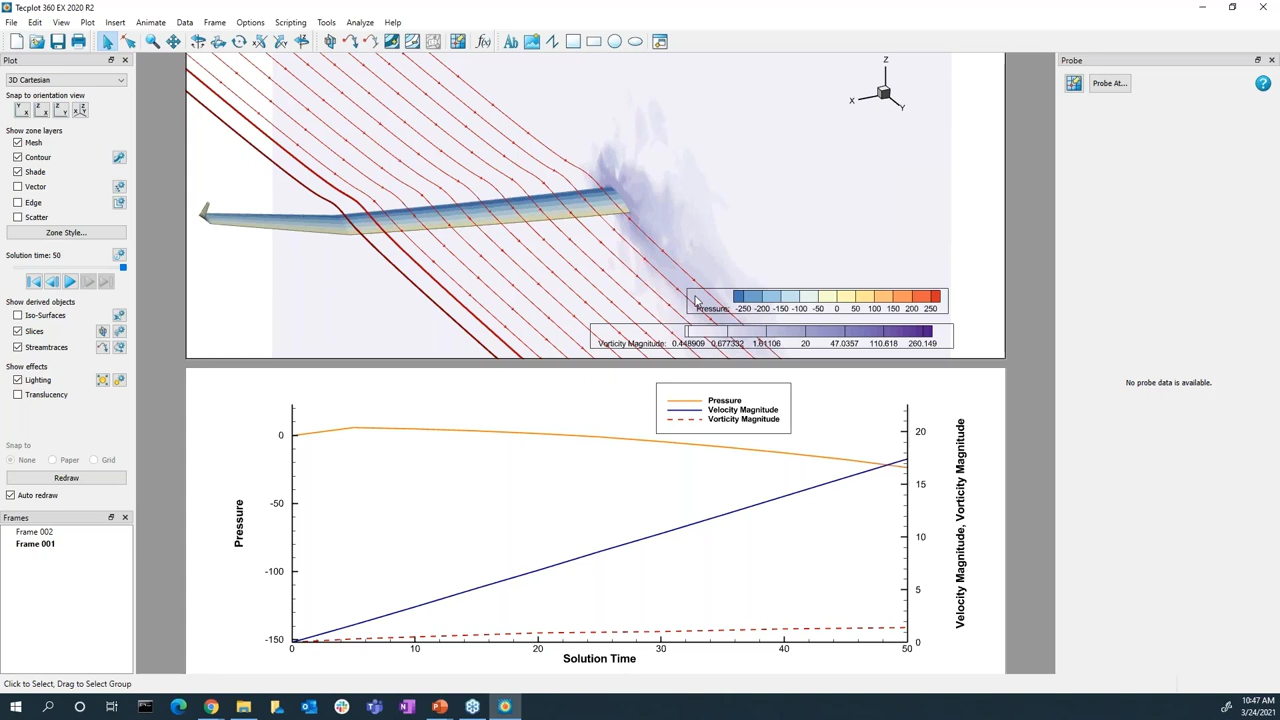 Tecplot 360 EX 2020 R2
File Edit View Plot Insert Animate Data Frame Options Scripting Tools Analyze Help
Plot
3D Cartesian
Snap to orientation view
Show zone layers
Mesh
Contour
Shade
Vector
Edge
Scatter
Zone Style...
Solution time: 50
Show derived objects
Iso-Surfaces
Slices
Streamtraces
Show effects
Lighting
Translucency
Snap to
None Paper Grid
Redraw
Auto redraw
Frames
Frame 002
Frame 001
Z
X
Y
Pressure: -250 -200 -150 -100 -50 0 50 100 150 200 250
Vorticity Magnitude: 0.448909 0.677332 1.61106 20 47.0357 110.618 260.149
Pressure
Velocity Magnitude
Vorticity Magnitude
Pressure
0
-50
-100
-150
0 10 20 30 40 50
Solution Time
20
15
10
5
0
Velocity Magnitude, Vorticity Magnitude
Probe
Probe At...
No probe data is available.
Click to Select, Drag to Select Group
10:47 AM
3/24/2021